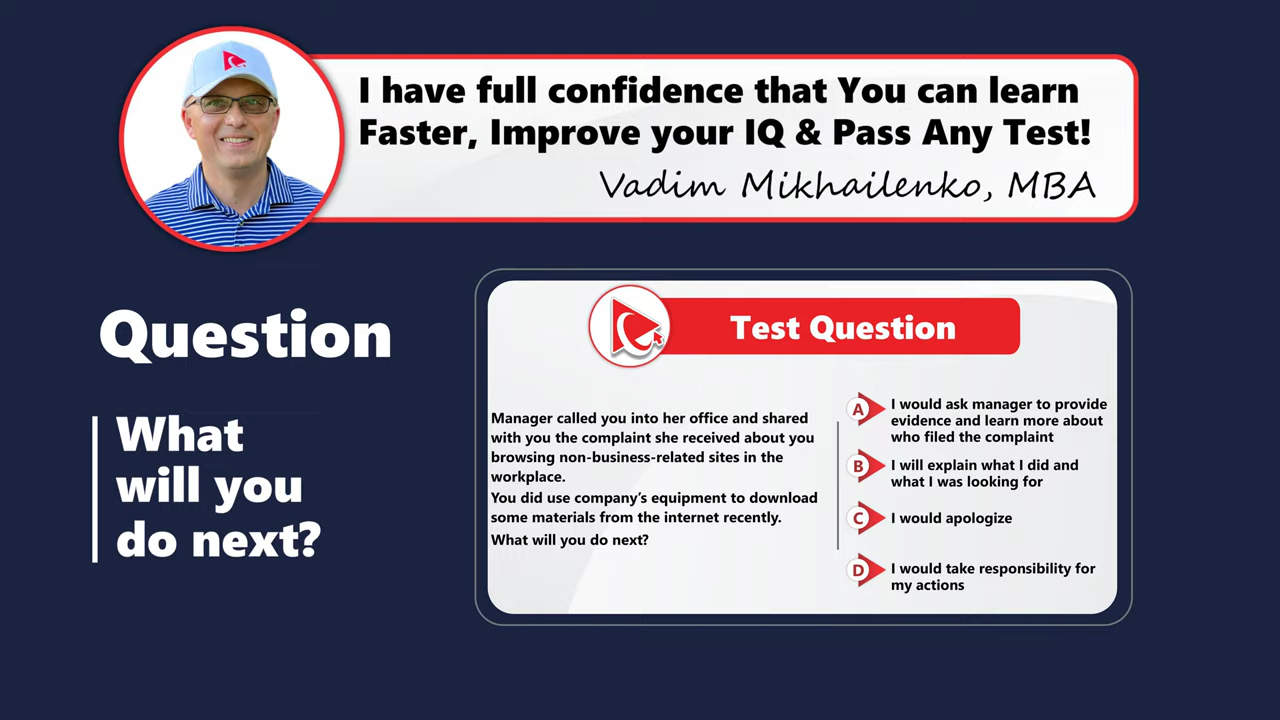 I have full confidence that You can learn
Faster, Improve your IQ & Pass Any Test!
Vadim Mikhailenko, MBA
Question
What
will you
do next?
Test Question
Manager called you into her office and shared
with you the complaint she received about you
browsing non-business-related sites in the
workplace.
You did use company's equipment to download
some materials from the internet recently.
What will you do next?
A
I would ask manager to provide
evidence and learn more about
who filed the complaint
B
I will explain what I did and
what I was looking for
C
I would apologize
D
I would take responsibility for
my actions